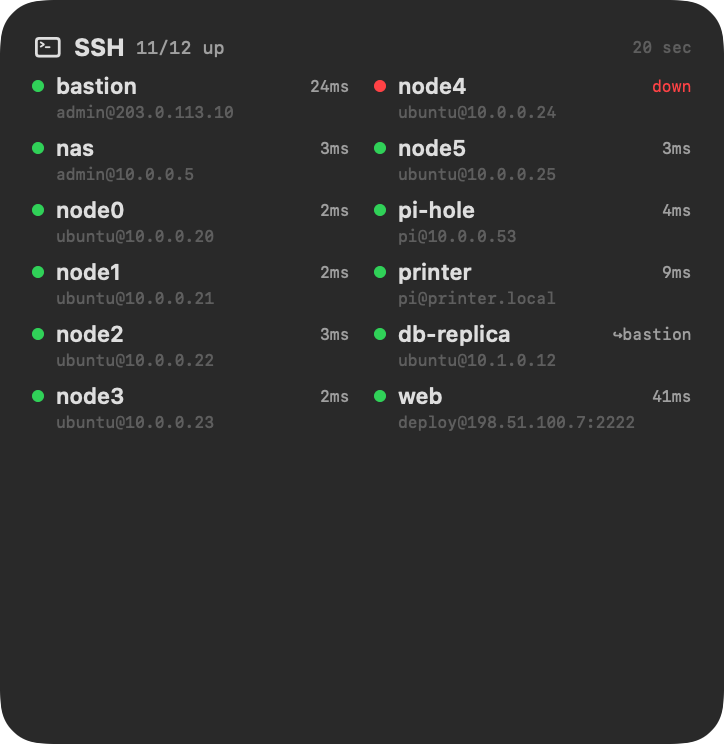 SSH 11/12 up 20 sec
bastion 24ms
admin@203.0.113.10
nas 3ms
admin@10.0.0.5
node0 2ms
ubuntu@10.0.0.20
node1 2ms
ubuntu@10.0.0.21
node2 3ms
ubuntu@10.0.0.22
node3 2ms
ubuntu@10.0.0.23
node4 down
ubuntu@10.0.0.24
node5 3ms
ubuntu@10.0.0.25
pi-hole 4ms
pi@10.0.0.53
printer 9ms
pi@printer.local
db-replica ↪bastion
ubuntu@10.1.0.12
web 41ms
deploy@198.51.100.7:2222